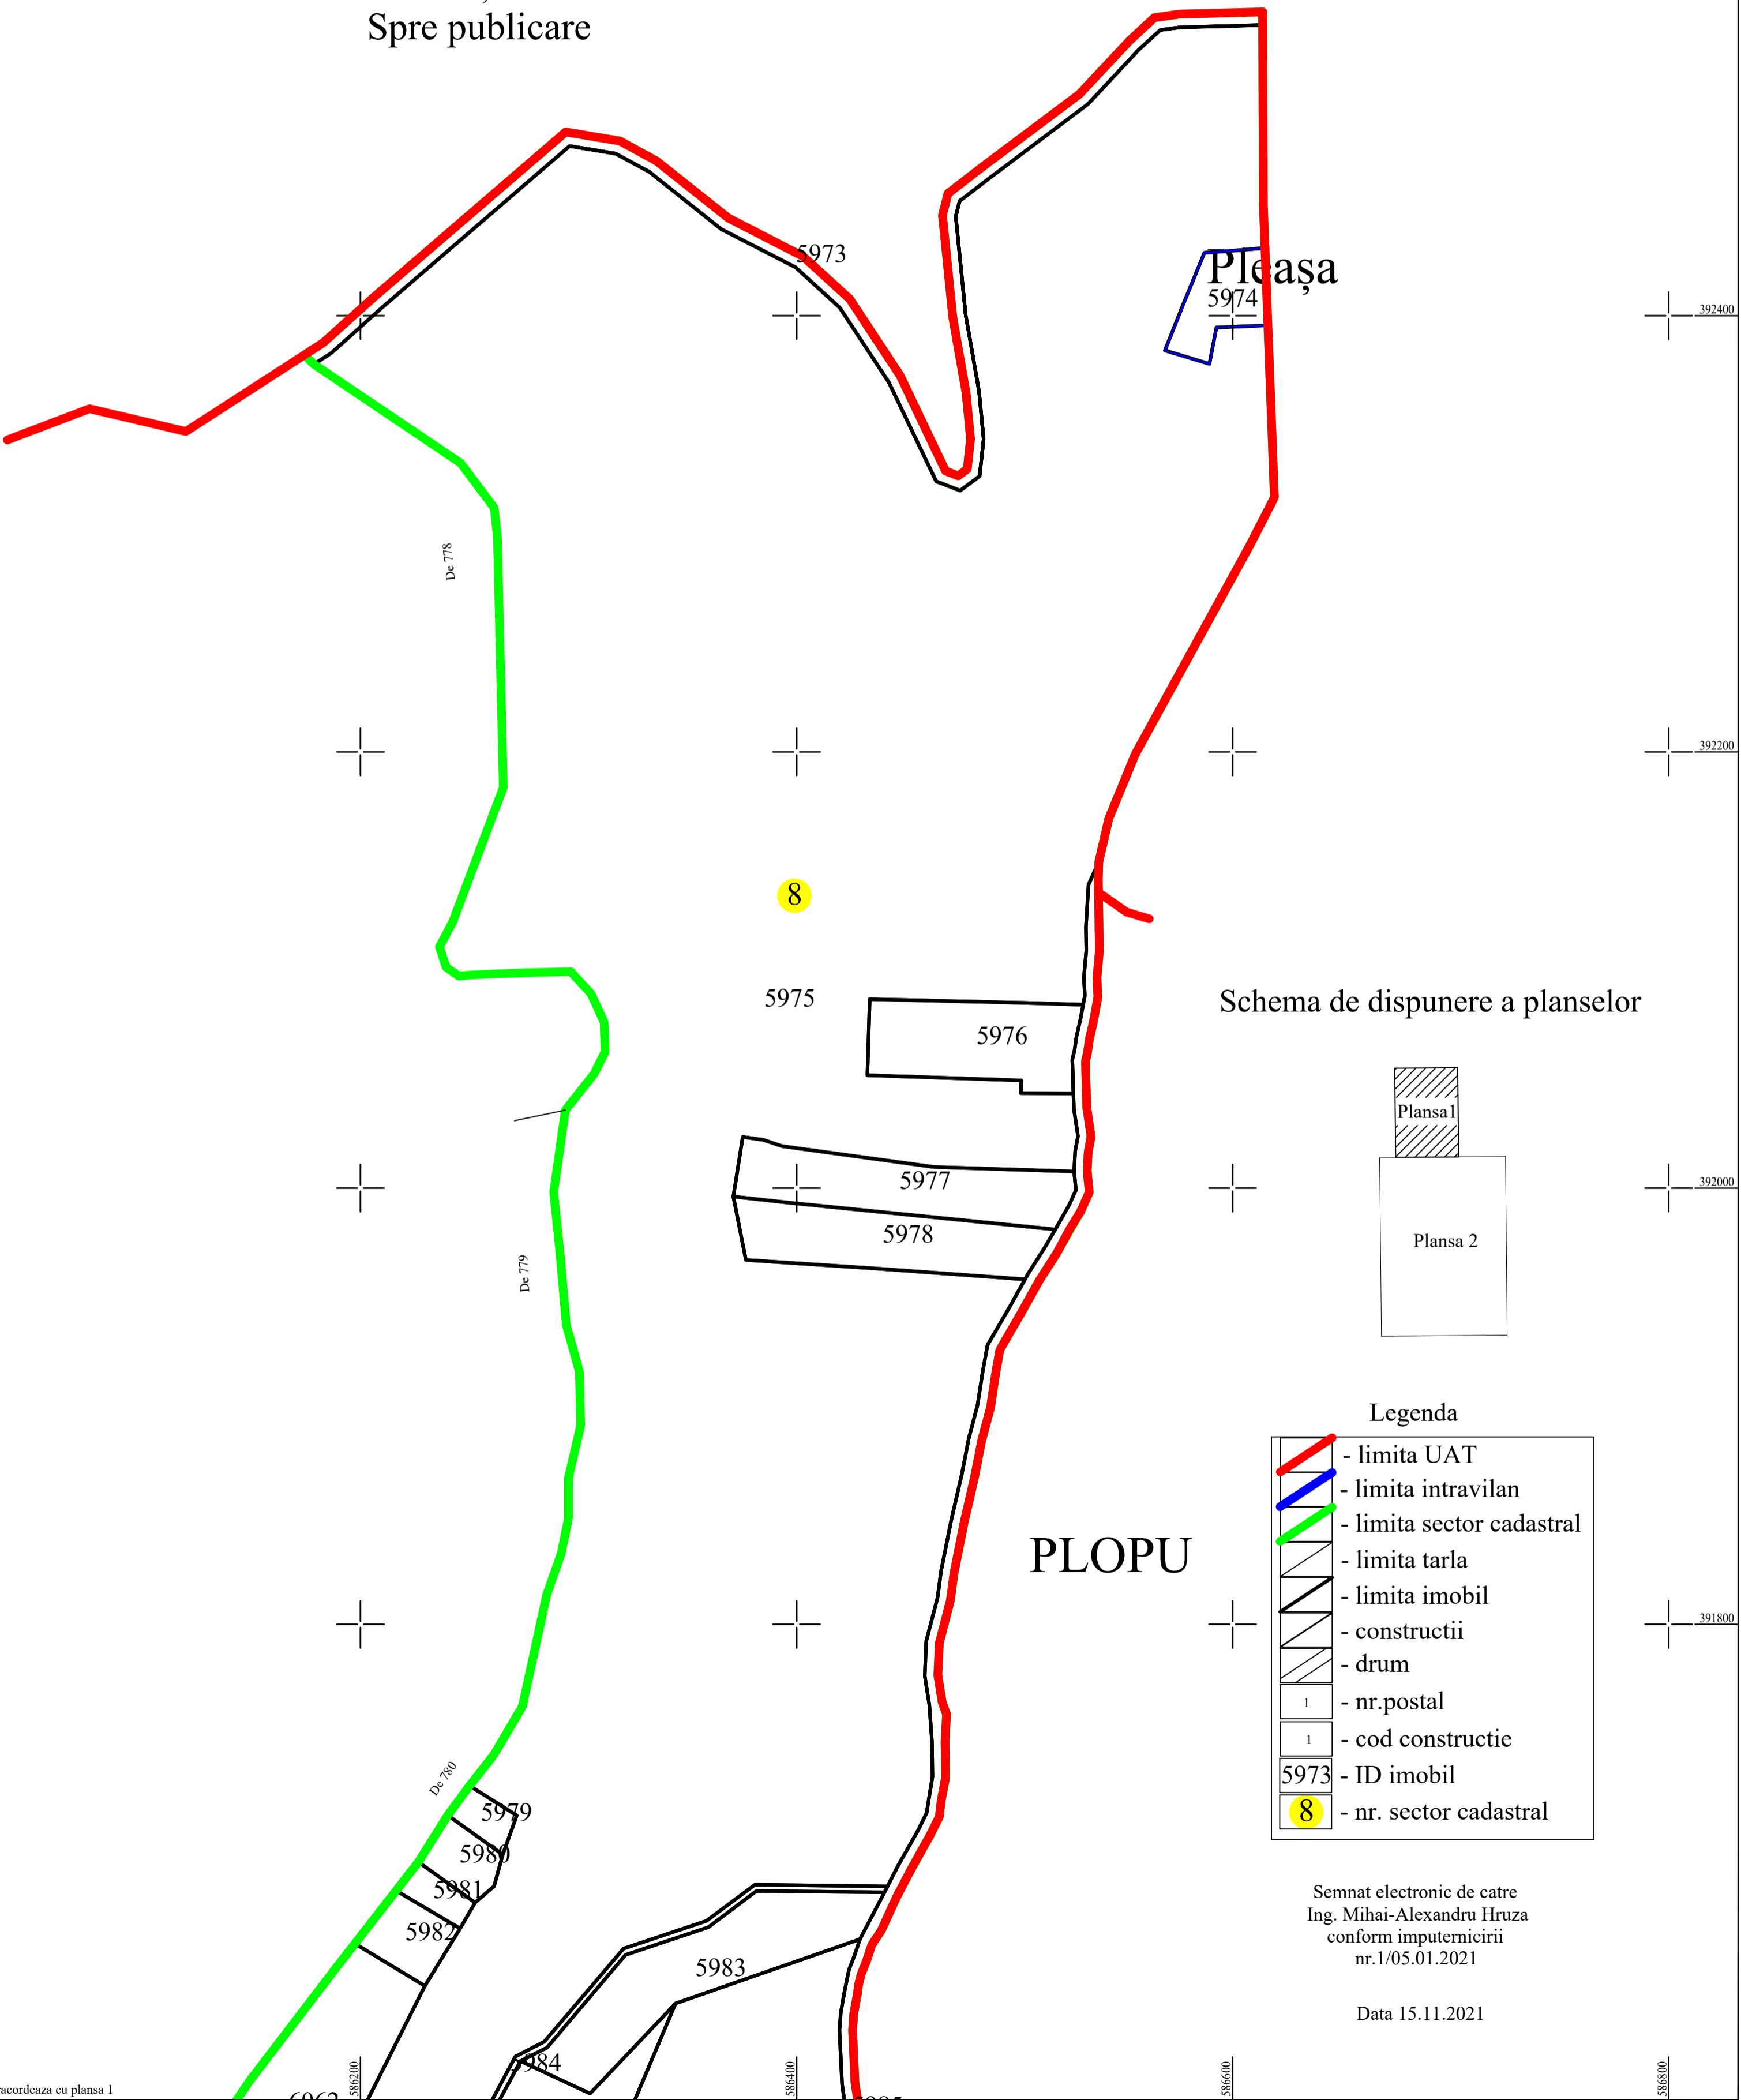 Spre publicare
5973
Pleașa
5974
392400
De 778
392200
8
5975
5976
Schema de dispunere a planselor
Plansa1
5977
392000
5978
Plansa 2
De 779
Legenda
- limita UAT
- limita intravilan
- limita sector cadastral
- limita tarla
- limita imobil
- constructii
- drum
1 - nr.postal
1 - cod constructie
5973 - ID imobil
8 - nr. sector cadastral
PLOPU
391800
De 780
5979
5980
5981
5982
5983
5984
Semnat electronic de catre
Ing. Mihai-Alexandru Hruza
conform imputernicirii
nr.1/05.01.2021
Data 15.11.2021
586200
586400
586600
586800
cu plansa 1